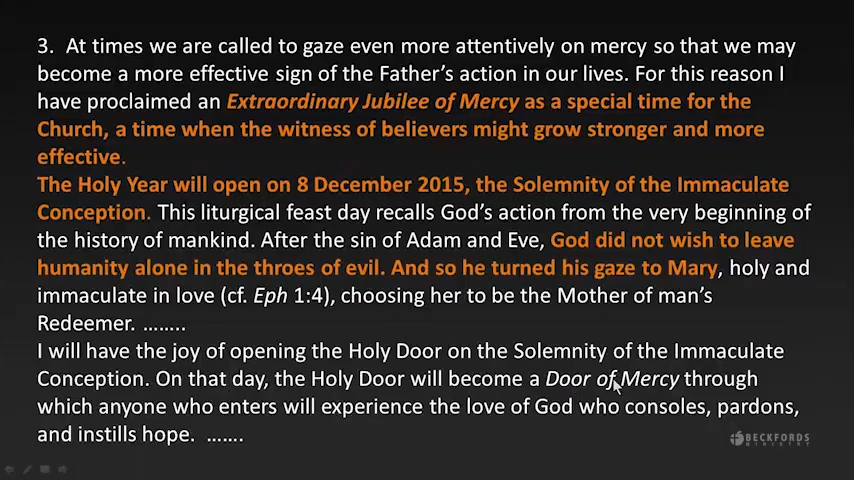 3. At times we are called to gaze even more attentively on mercy so that we may
become a more effective sign of the Father's action in our lives. For this reason I
have proclaimed an Extraordinary Jubilee of Mercy as a special time for the
Church, a time when the witness of believers might grow stronger and more
effective.
The Holy Year will open on 8 December 2015, the Solemnity of the Immaculate
Conception. This liturgical feast day recalls God's action from the very beginning of
the history of mankind. After the sin of Adam and Eve, God did not wish to leave
humanity alone in the throes of evil. And so he turned his gaze to Mary, holy and
immaculate in love (cf. Eph 1:4), choosing her to be the Mother of man's
Redeemer. ........
I will have the joy of opening the Holy Door on the Solemnity of the Immaculate
Conception. On that day, the Holy Door will become a Door of Mercy through
which anyone who enters will experience the love of God who consoles, pardons,
and instills hope. .......
BECKFORDS
MINISTRY